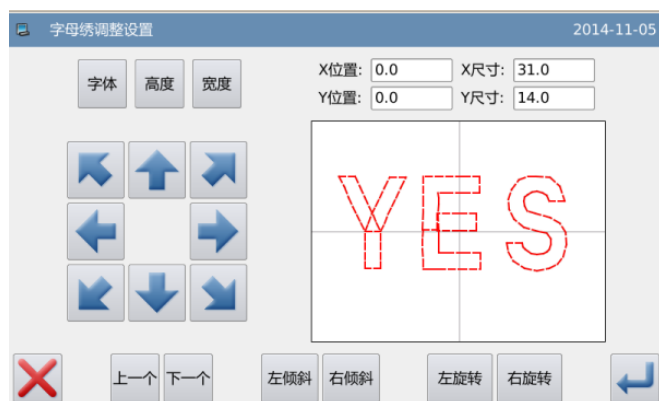 字母绣调整设置 2014-11-05
字体 高度 宽度
X位置: 0.0 X尺寸: 31.0
Y位置: 0.0 Y尺寸: 14.0
YES
上一个 下一个 左倾斜 右倾斜 左旋转 右旋转